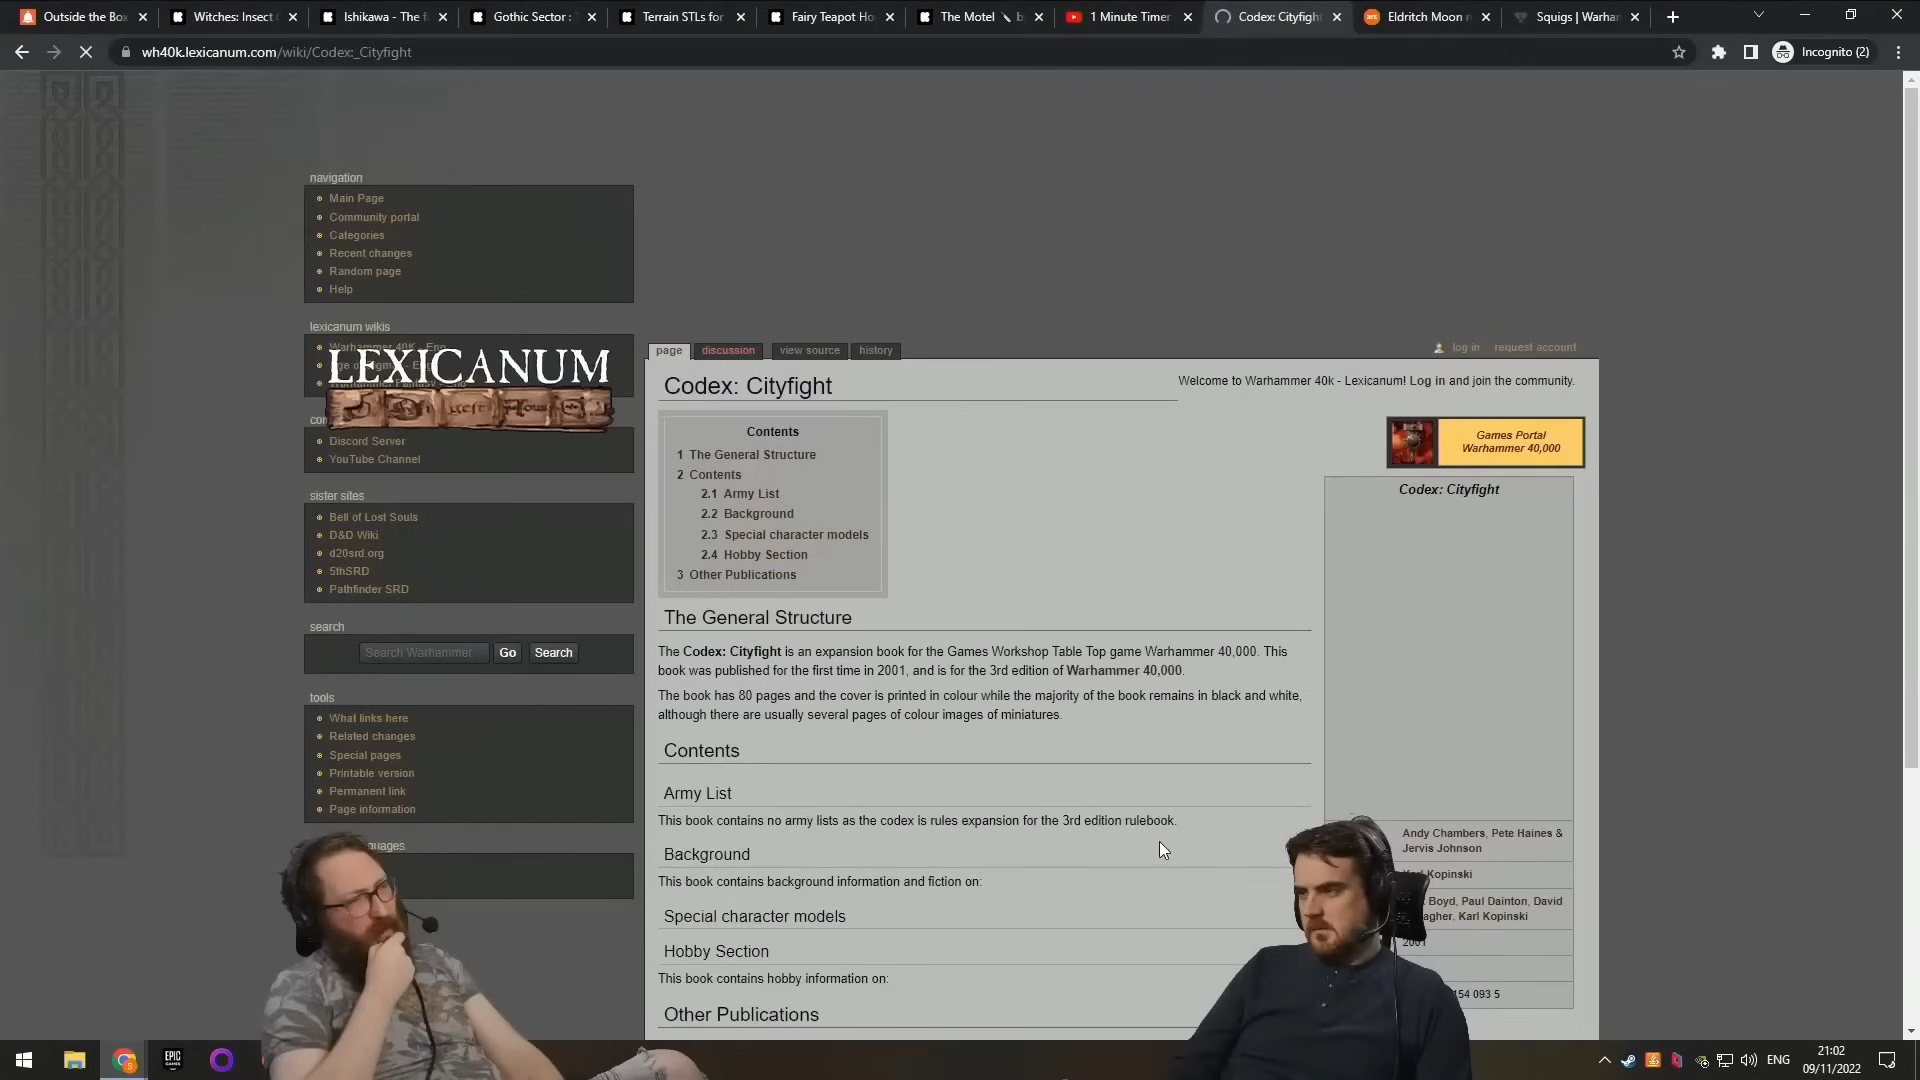 Outside the Box
Witches: Insect
Ishikawa - The f
Gothic Sector :
Terrain STLs for
Fairy Teapot Ho
The Motel
1 Minute Timer
Codex: Cityfight
Eldritch Moon
Squigs | Warhan
wh40k.lexicanum.com/wiki/Codex:_Cityfight
Incognito (2)
navigation
Main Page
Community portal
Categories
Recent changes
Random page
Help
lexicanum wikis
Warhammer 40K - Eng
LEXICANUM
Discord Server
YouTube Channel
sister sites
Bell of Lost Souls
D&D Wiki
d20srd.org
5thSRD
Pathfinder SRD
search
Search Warhammer
Go
Search
tools
What links here
Related changes
Special pages
Printable version
Permanent link
Page information
page
discussion
view source
history
log in
request account
Codex: Cityfight
Welcome to Warhammer 40k - Lexicanum! Log in and join the community.
Contents
1 The General Structure
2 Contents
2.1 Army List
2.2 Background
2.3 Special character models
2.4 Hobby Section
3 Other Publications
Games Portal
Warhammer 40,000
Codex: Cityfight
The General Structure
The Codex: Cityfight is an expansion book for the Games Workshop Table Top game Warhammer 40,000. This
book was published for the first time in 2001, and is for the 3rd edition of Warhammer 40,000.
The book has 80 pages and the cover is printed in colour while the majority of the book remains in black and white,
although there are usually several pages of colour images of miniatures.
Contents
Army List
This book contains no army lists as the codex is rules expansion for the 3rd edition rulebook.
Background
This book contains background information and fiction on:
Special character models
Hobby Section
This book contains hobby information on:
Other Publications
Andy Chambers, Pete Haines &
Jervis Johnson
Kopinski
Boyd, Paul Dainton, David
agher, Karl Kopinski
2001
154 093 5
EPIC
GAMES
ENG
21:02
09/11/2022